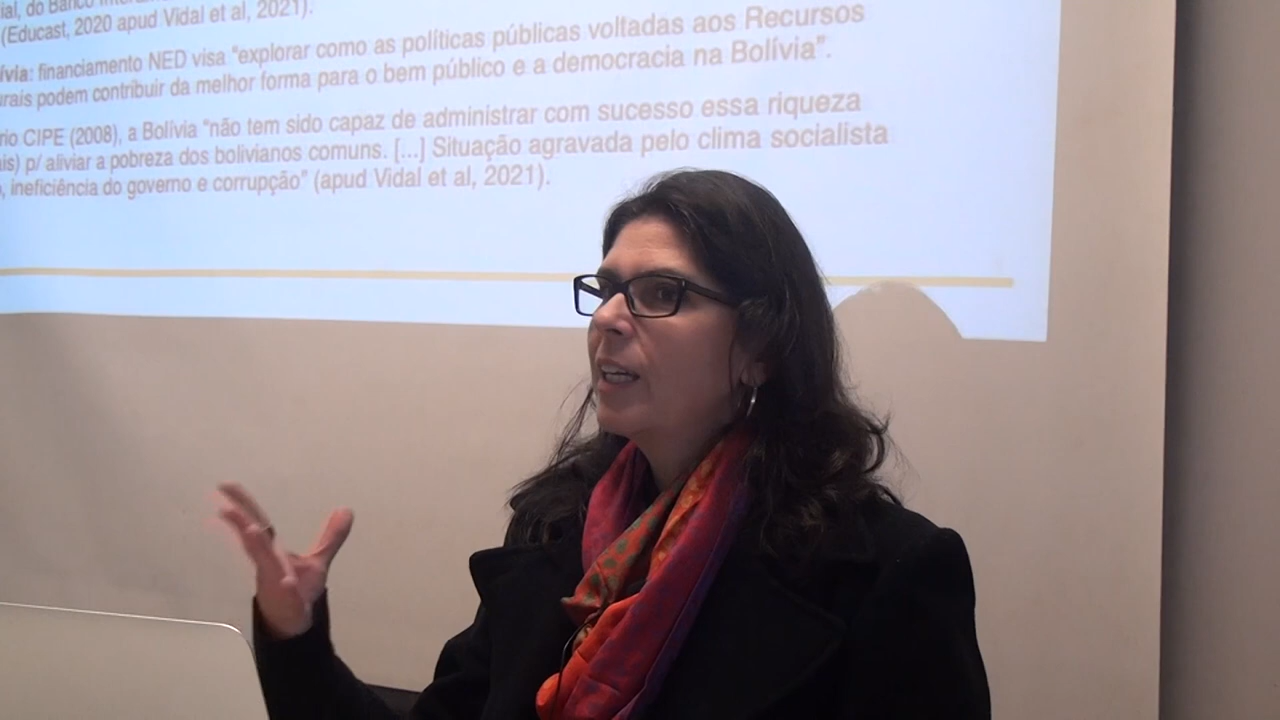 ial, do Banco
(Educast, 2020 apud Vidal et al, 2021).
ívia: financiamento NED visa “explorar como as políticas públicas voltadas aos Recursos
urais podem contribuir da melhor forma para o bem público e a democracia na Bolívia”.
rio CIPE (2008), a Bolívia “não tem sido capaz de administrar com sucesso essa riqueza
ais) p/ aliviar a pobreza dos bolivianos comuns. [...] Situação agravada pelo clima socialista
, ineficiência do governo e corrupção” (apud Vidal et al, 2021).